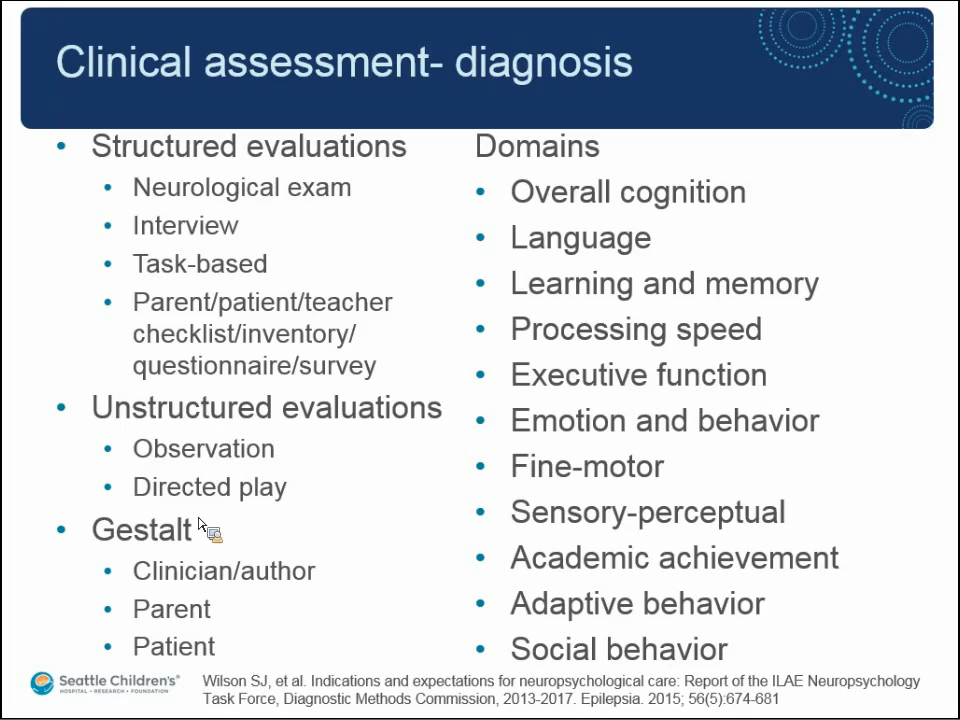 Clinical assessment- diagnosis
• Structured evaluations
• Neurological exam
• Interview
• Task-based
• Parent/patient/teacher
checklist/inventory/
questionnaire/survey
• Unstructured evaluations
• Observation
• Directed play
• Gestalt
• Clinician/author
• Parent
• Patient
Domains
• Overall cognition
• Language
• Learning and memory
• Processing speed
• Executive function
• Emotion and behavior
• Fine-motor
• Sensory-perceptual
• Academic achievement
• Adaptive behavior
• Social behavior
Seattle Children's®
HOSPITAL • RESEARCH • FOUNDATION
Wilson SJ, et al. Indications and expectations for neuropsychological care: Report of the ILAE Neuropsychology
Task Force, Diagnostic Methods Commission, 2013-2017. Epilepsia. 2015; 56(5):674-681